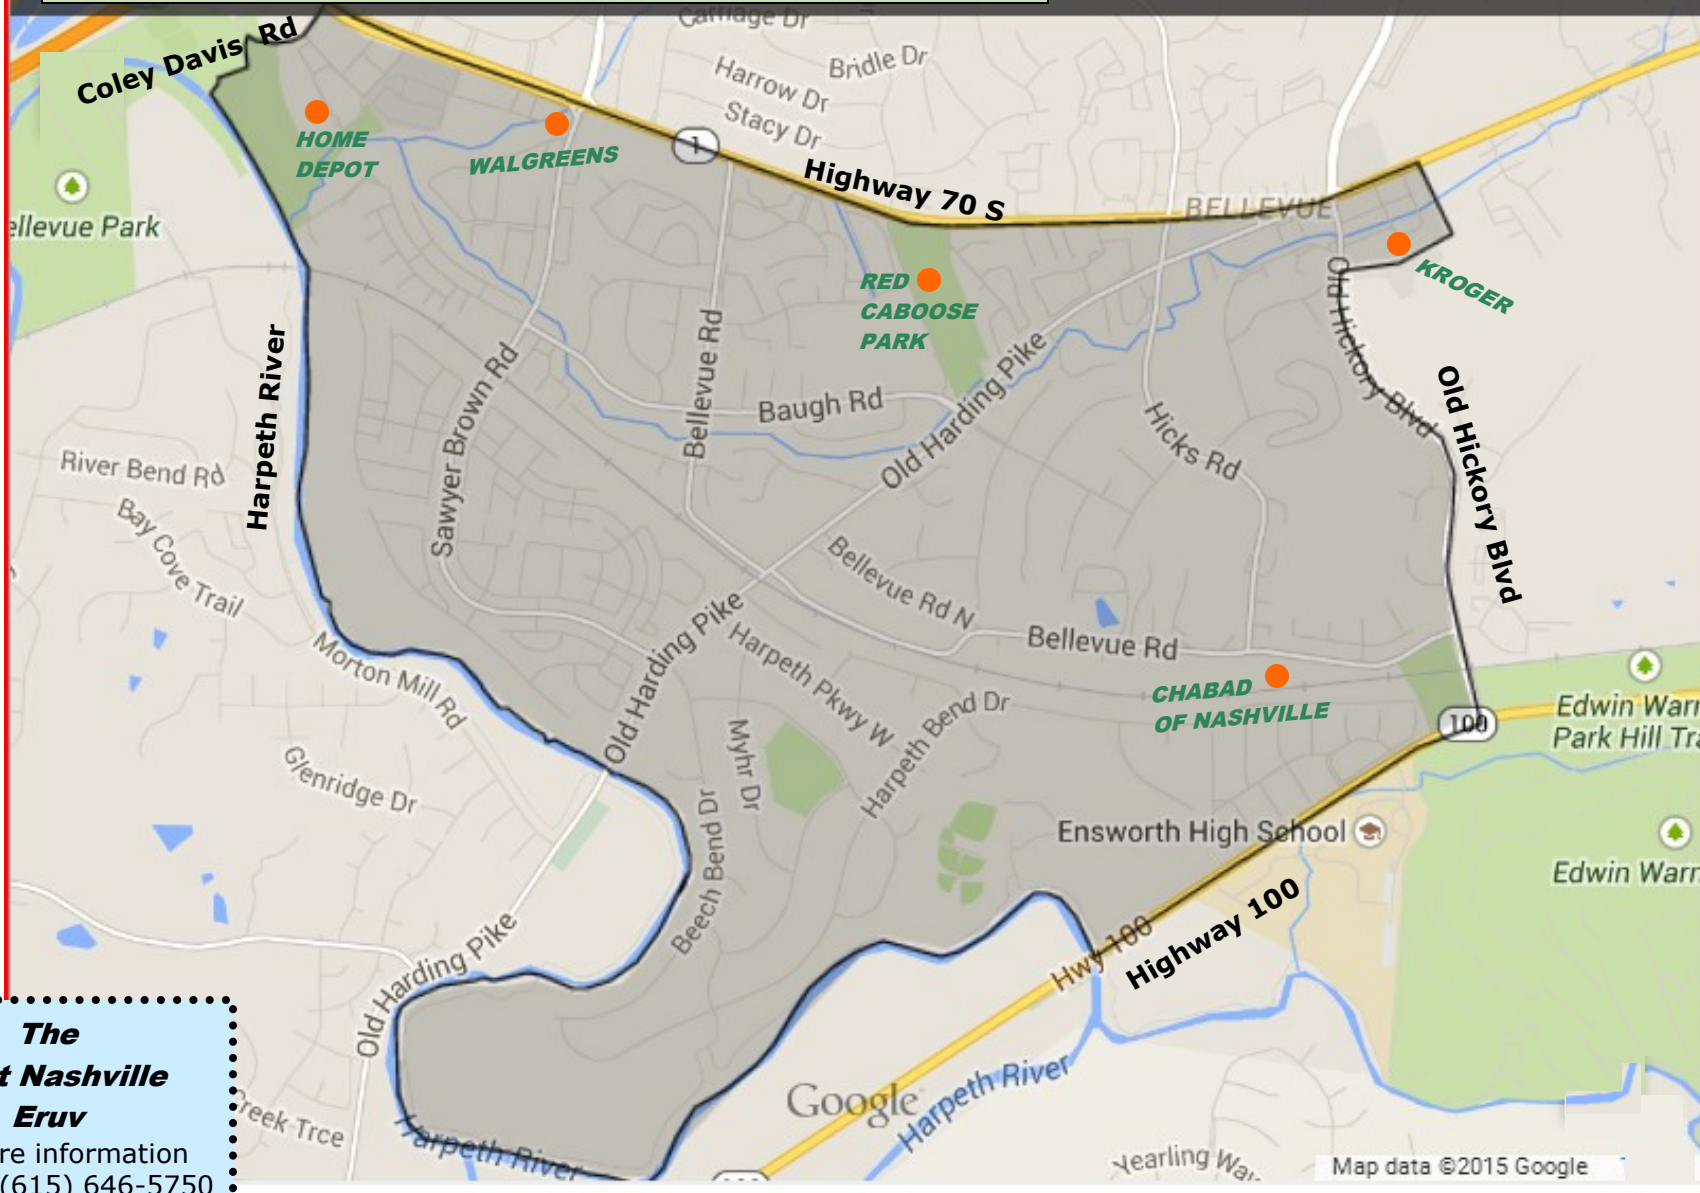 Carriage Dr
Coley Davis Rd
Bridle Dr
Harrow Dr
Stacy Dr
HOME
DEPOT
WALGREENS
1
Highway 70 S
BELLEVUE
ellevue Park
RED
CABOOSE
PARK
KROGER
Old Hickory Blvd
Old Hickory Blvd
Harpeth River
Sawyer Brown Rd
Bellevue Rd
Baugh Rd
Old Harding Pike
Hicks Rd
River Bend Rd
Bay Cove Trail
Bellevue Rd N
Bellevue Rd
Old Harding Pike
Harpeth Pkwy W
Morton Mill Rd
CHABAD
OF NASHVILLE
Harpeth Bend Dr
Myhr Dr
100
Edwin Warn
Park Hill Tra
Glenridge Dr
Beech Bend Dr
Ensworth High School
Edwin Warn
Highway 100
Hwy 100
Old Harding Pike
The
t Nashville
Eruv
re information
(615) 646-5750
Creek Trce
Harpeth River
Google
Harpeth River
Yearling Way
Map data ©2015 Google